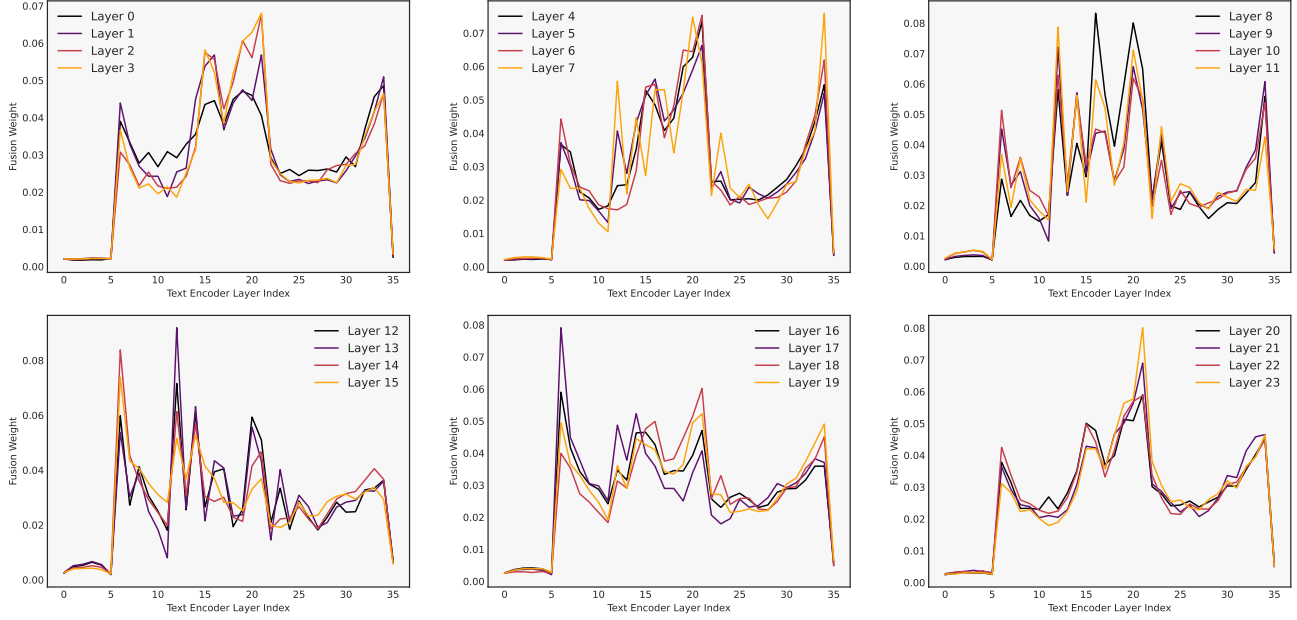 0.07
0.06
0.05
0.04
0.03
0.02
0.01
0.00
Fusion Weight
Layer 0
Layer 1
Layer 2
Layer 3
0 5 10 15 20 25 30 35
Text Encoder Layer Index
0.07
0.06
0.05
0.04
0.03
0.02
0.01
0.00
Fusion Weight
Layer 4
Layer 5
Layer 6
Layer 7
0 5 10 15 20 25 30 35
Text Encoder Layer Index
0.08
0.07
0.06
0.05
0.04
0.03
0.02
0.01
0.00
Fusion Weight
Layer 8
Layer 9
Layer 10
Layer 11
0 5 10 15 20 25 30 35
Text Encoder Layer Index
0.08
0.06
0.04
0.02
0.00
Fusion Weight
Layer 12
Layer 13
Layer 14
Layer 15
0 5 10 15 20 25 30 35
Text Encoder Layer Index
0.08
0.07
0.06
0.05
0.04
0.03
0.02
0.01
0.00
Fusion Weight
Layer 16
Layer 17
Layer 18
Layer 19
0 5 10 15 20 25 30 35
Text Encoder Layer Index
0.08
0.07
0.06
0.05
0.04
0.03
0.02
0.01
0.00
Fusion Weight
Layer 20
Layer 21
Layer 22
Layer 23
0 5 10 15 20 25 30 35
Text Encoder Layer Index